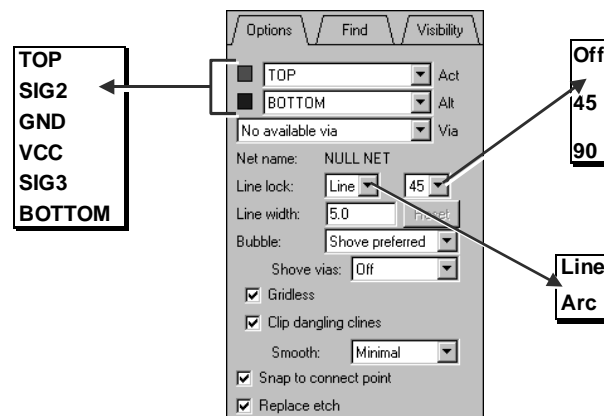 Options Find Visibility
TOP
SIG2
GND
VCC
SIG3
BOTTOM
TOP Act
BOTTOM Alt
No available via Via
Net name: NULL NET
Line lock: Line 45
Line width: 5.0 Reset
Bubble: Shove preferred
Shove vias: Off
Gridless
Clip dangling clines
Smooth: Minimal
Snap to connect point
Replace etch
Off
45
90
Line
Arc